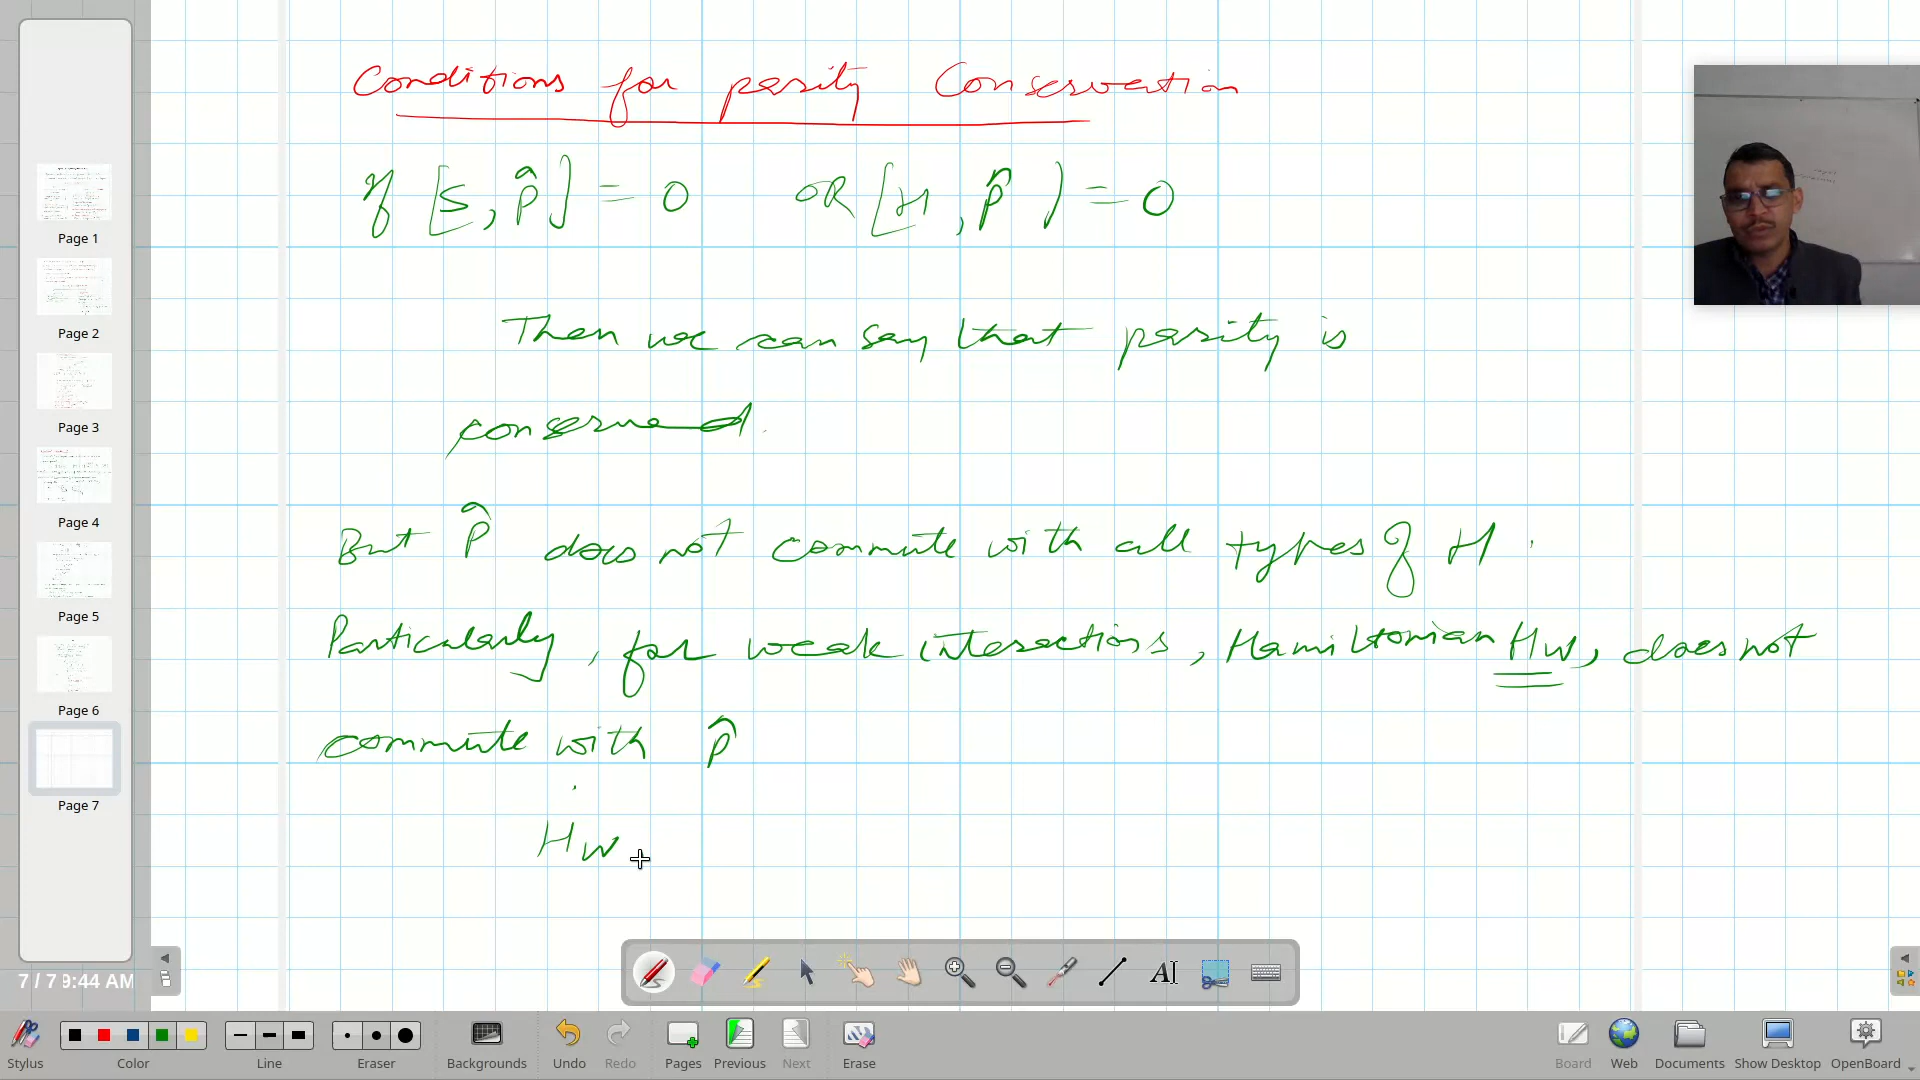 Conditions for parity Conservation
If [S, P̂] = 0 OR [H, P̂] = 0
Then we can say that parity is
conserved.
But P̂ does not commute with all types of H.
Particularly, for weak interactions, Hamiltonian Hw, does not
commute with P̂
Hw
Page 1
Page 2
Page 3
Page 4
Page 5
Page 6
Page 7
7 / 7 9:44 AM
Stylus
Color
Line
Eraser
Backgrounds
Undo
Redo
Pages
Previous
Next
Erase
Board
Web
Documents
Show Desktop
OpenBoard